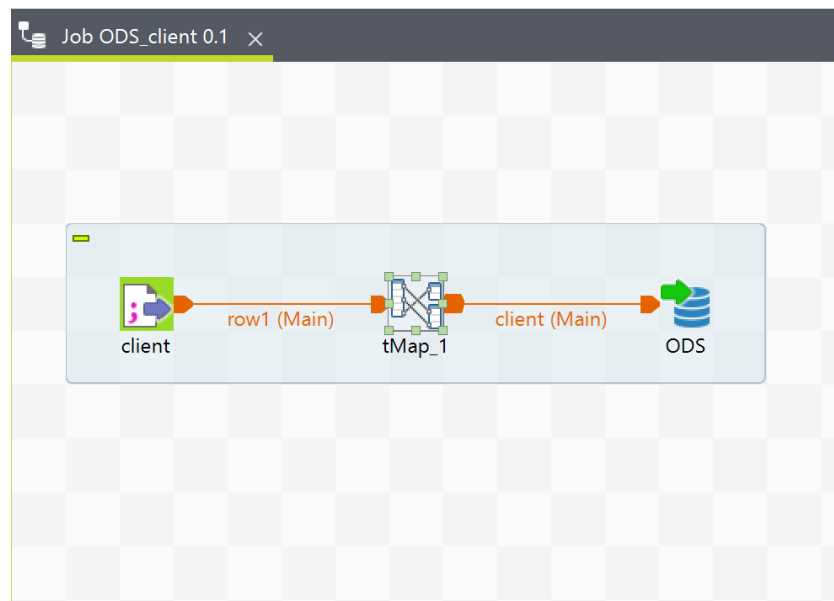 Job ODS_client 0.1
row1 (Main)
client (Main)
client
tMap_1
ODS